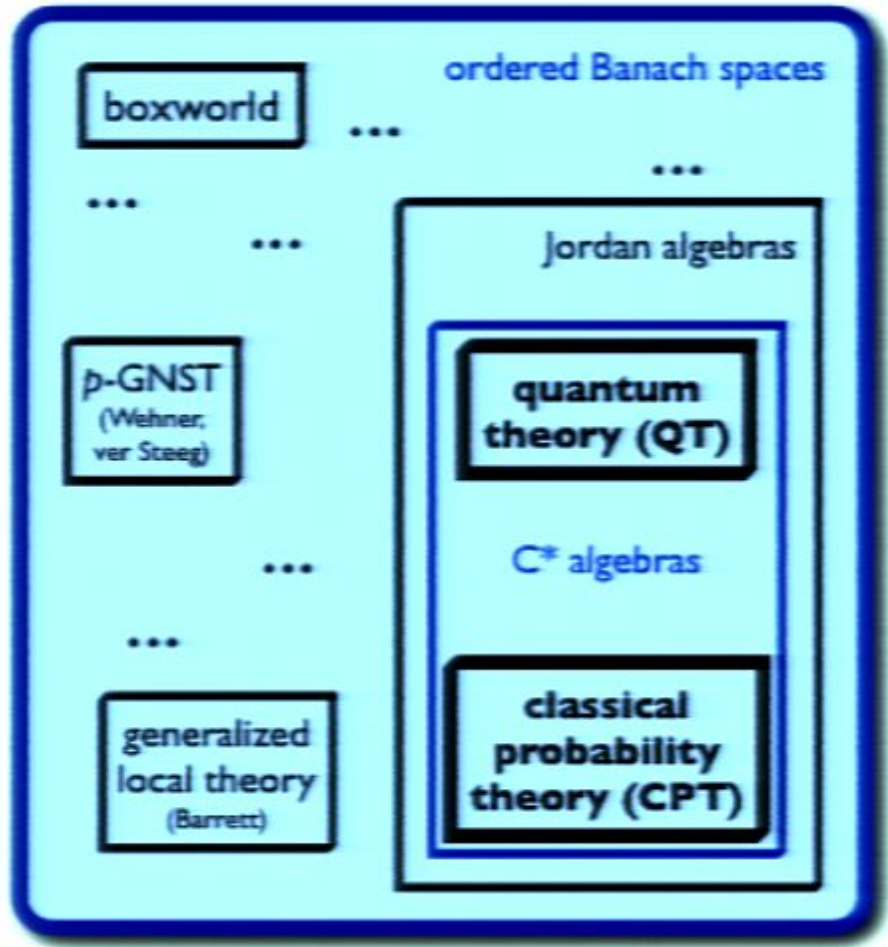 ordered Banach spaces
boxworld
...
...
...
...
Jordan algebras
p-GNST
(Wehner,
ver Steeg)
quantum
theory (QT)
...
C* algebras
...
generalized
local theory
(Barrett)
classical
probability
theory (CPT)